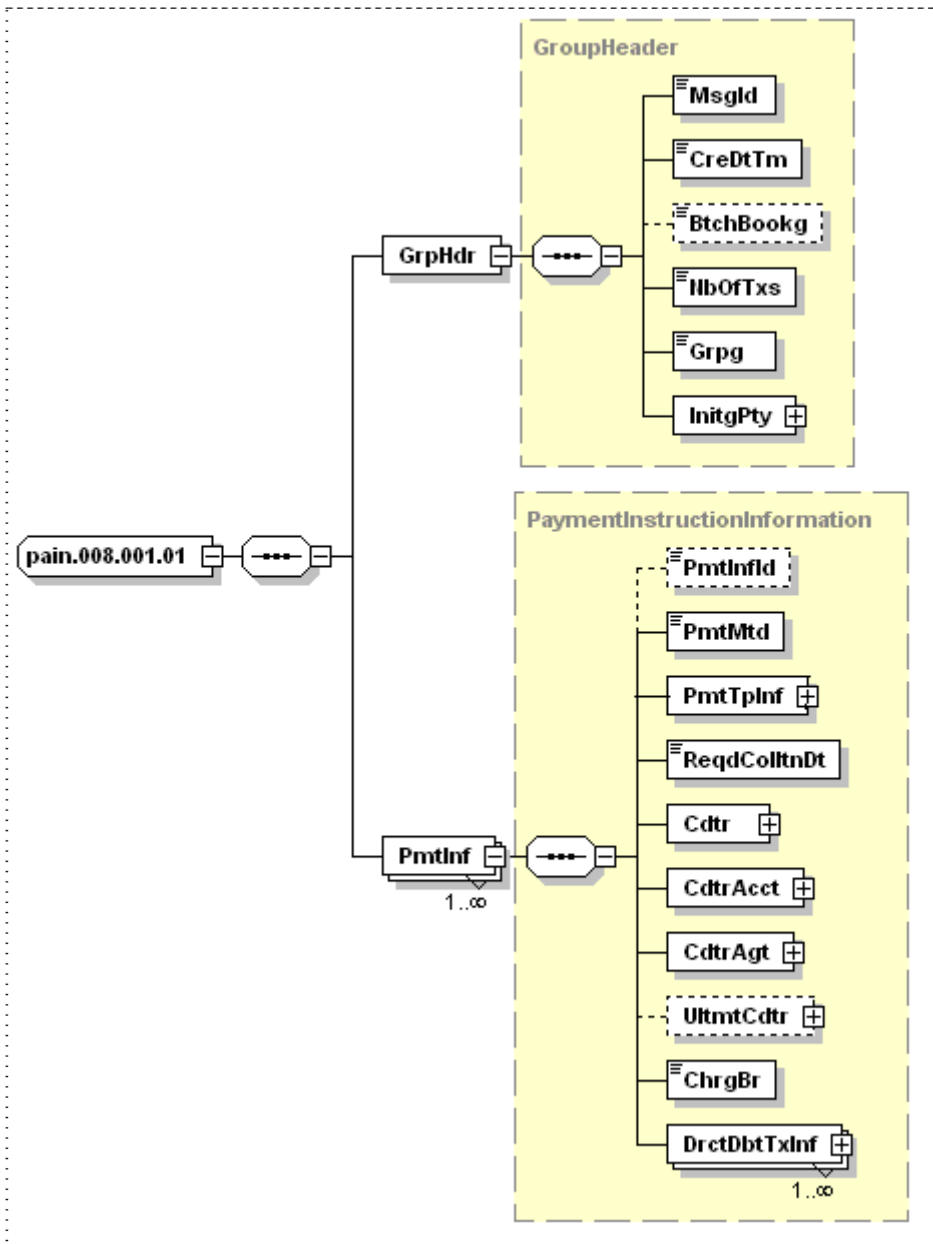 GroupHeader
MsgId
CreDtTm
BtchBookg
GrpHdr
NbOfTxs
Grpg
InitgPty
PaymentInstructionInformation
pain.008.001.01
PmtInfId
PmtMtd
PmtTpInf
ReqdColltnDt
Cdtr
PmtInf
1..∞
CdtrAcct
CdtrAgt
UltmtCdtr
ChrgBr
DrctDbtTxInf
1..∞